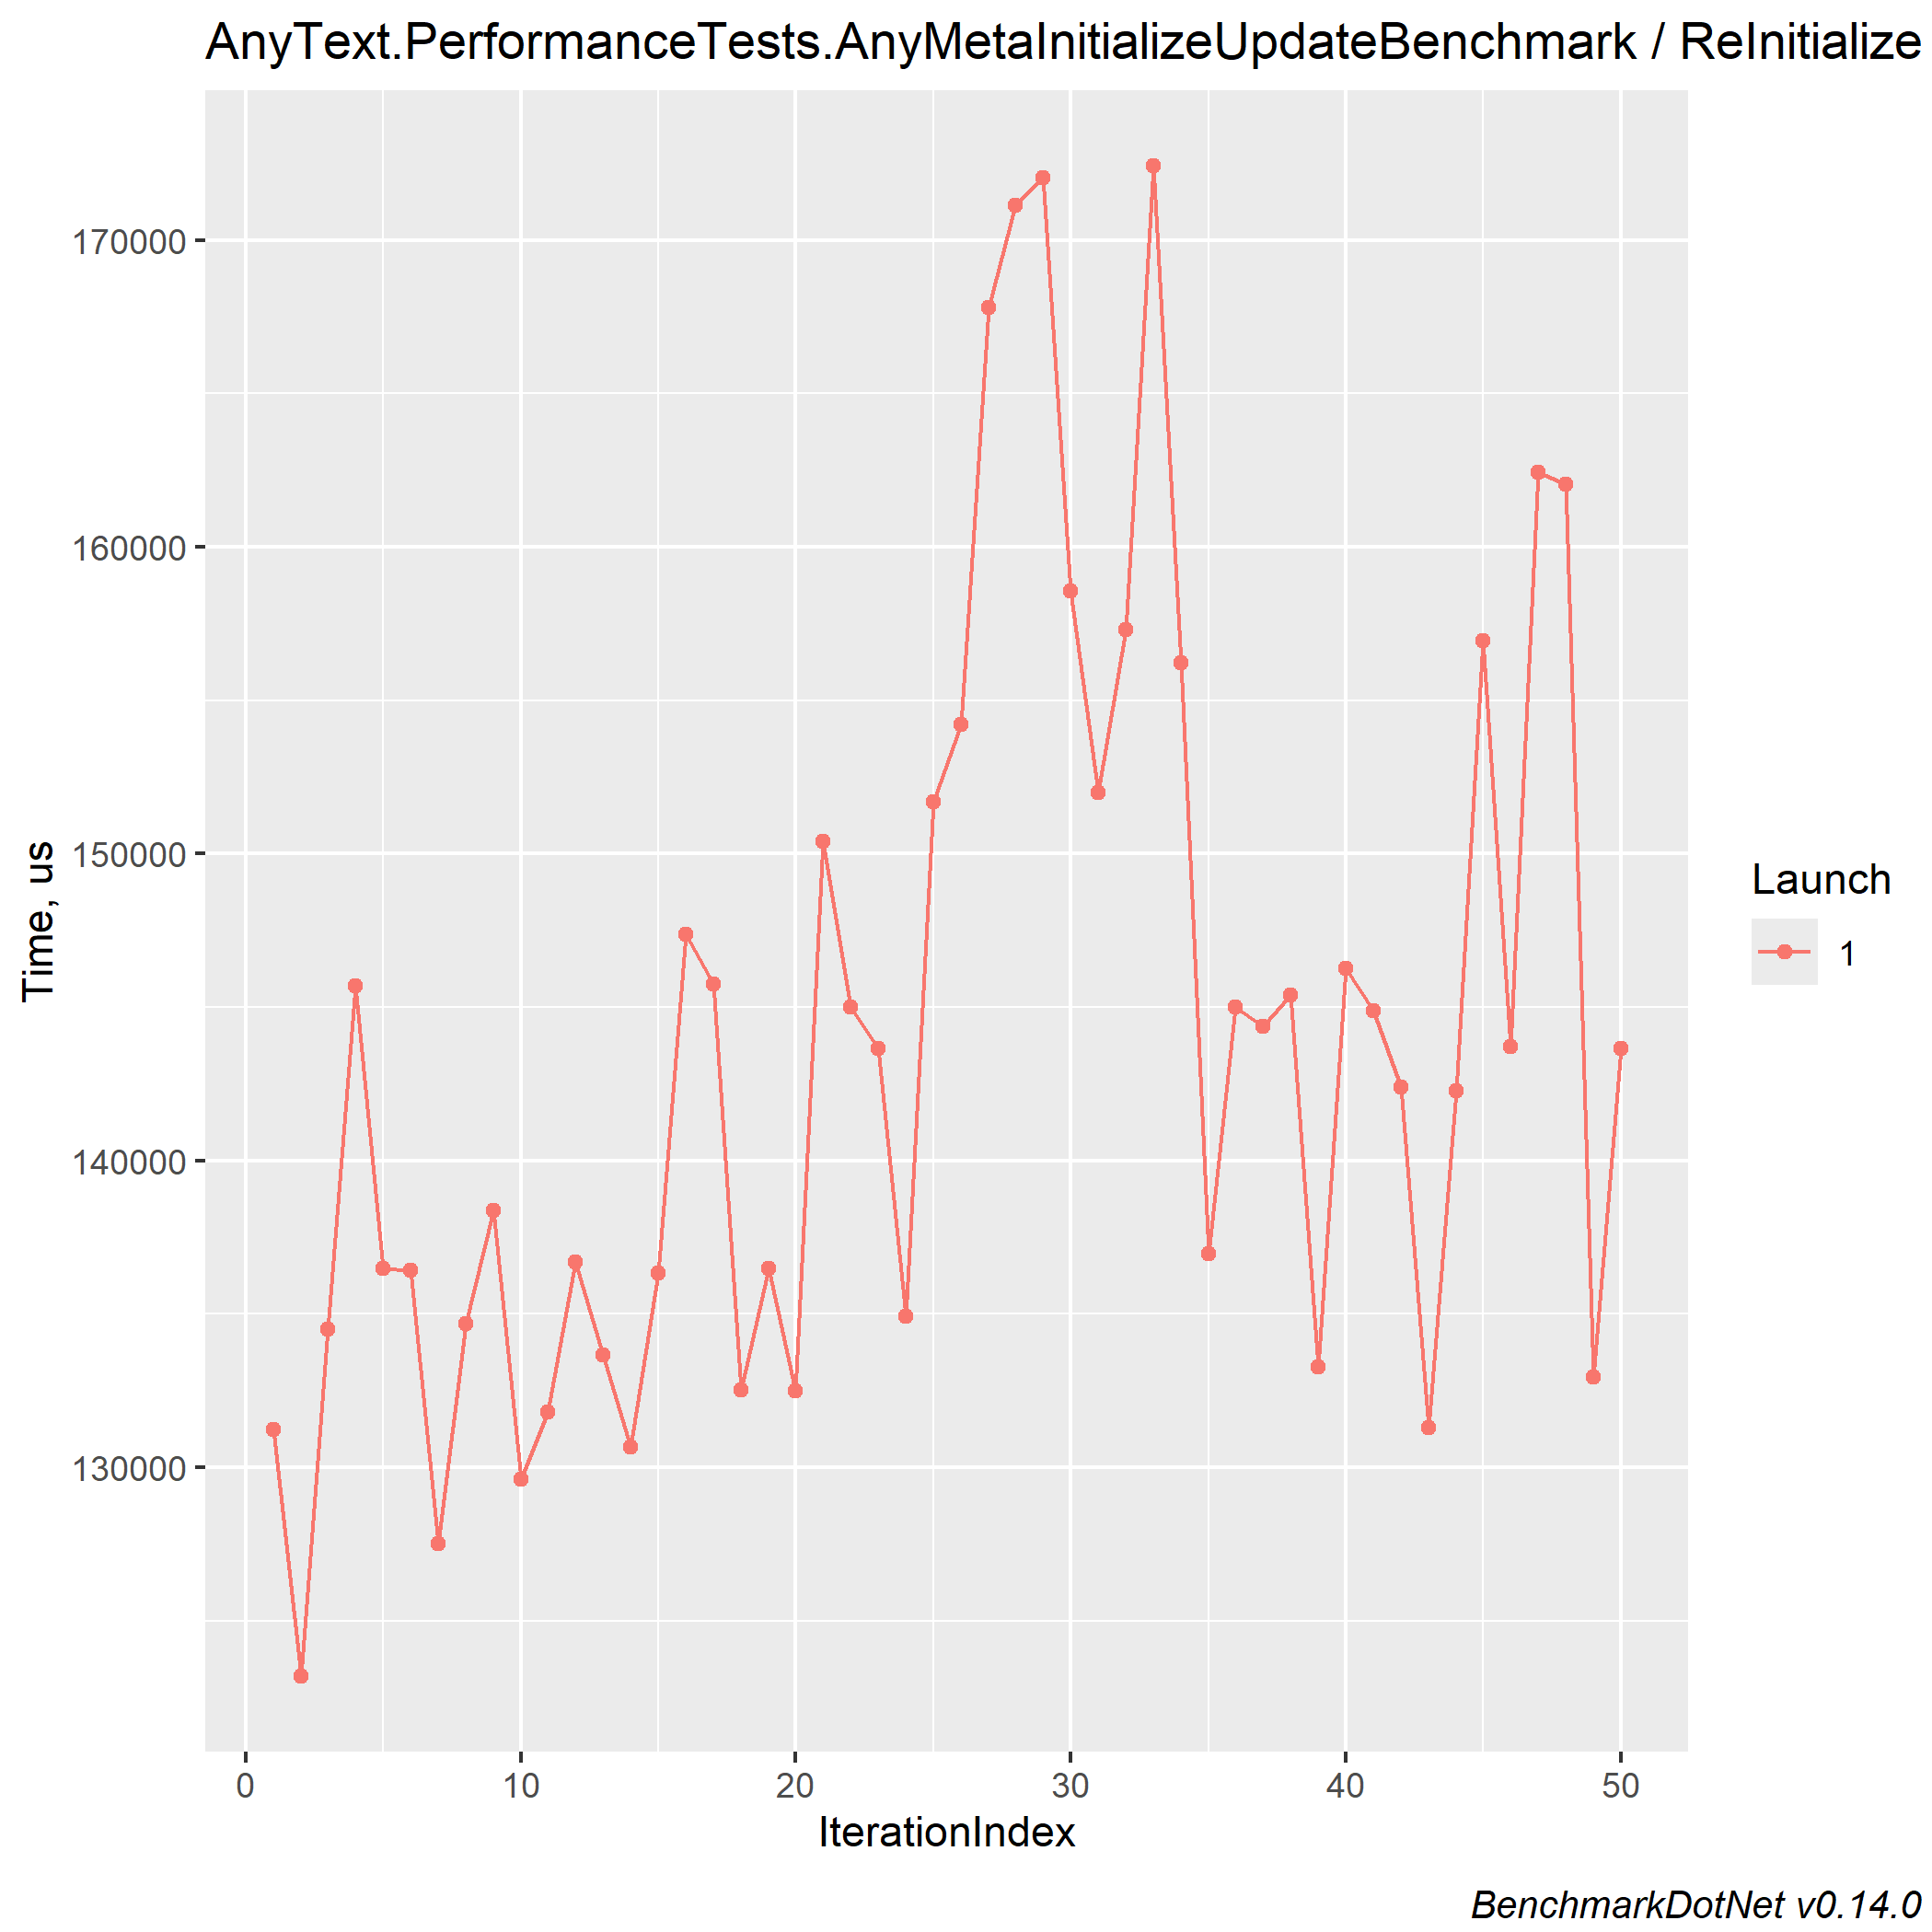 AnyText.PerformanceTests.AnyMetaInitializeUpdateBenchmark / ReInitialize
170000
160000
150000
140000
130000
Time, us
0 10 20 30 40 50
IterationIndex
Launch
1
BenchmarkDotNet v0.14.0